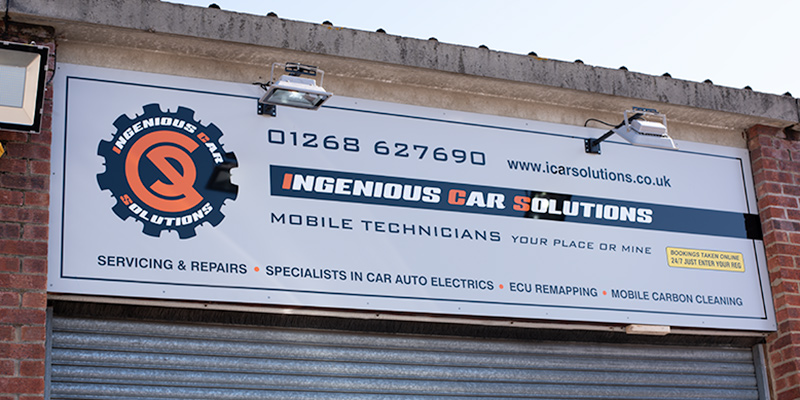 INGENIOUS CAR
SOLUTIONS
01268 627690
www.icarsolutions.co.uk
INGENIOUS CAR SOLUTIONS
MOBILE TECHNICIANS YOUR PLACE OR MINE
BOOKINGS TAKEN ONLINE
24/7 JUST ENTER YOUR REG
SERVICING & REPAIRS • SPECIALISTS IN CAR AUTO ELECTRICS • ECU REMAPPING • MOBILE CARBON CLEANING